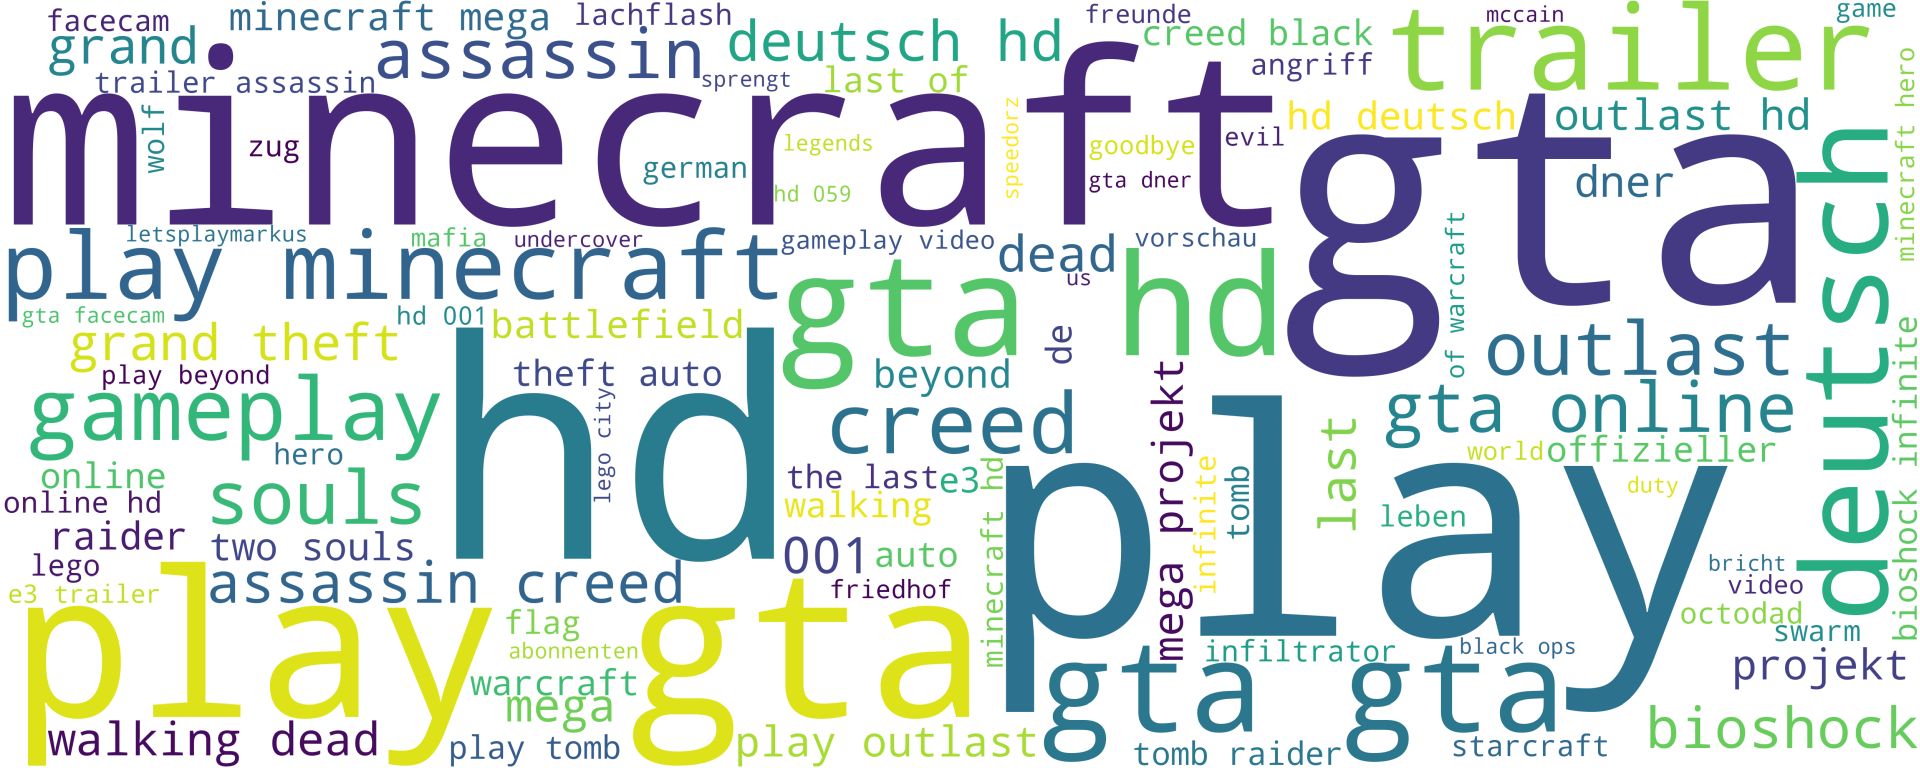 facecam
minecraft mega
lachflash
freunde
mccain
game
grand
assassin
deutsch hd
creed black
trailer
trailer assassin
sprengt
last of
angriff
minecraft hero
minecraft
wolf
zug
german
legends
hd 059
speedorz
goodbye
gta dner
evil
hd deutsch
outlast hd
gta
dner
deutsch
play minecraft
letsplaymarkus
mafia
undercover
gameplay video
dead
vorschau
us
gta hd
of warcraft
gta facecam
hd 001
battlefield
grand theft
play beyond
theft auto
beyond
de
outlast
gameplay
hd
lego city
creed
mega projekt
play
gta online
bioshock infinite
hero
online
souls
the last
e3
minecraft hd
infinite
tomb
last
world
offizieller
duty
online hd
walking
leben
raider
two souls
001
auto
lego
assassin creed
friedhof
bricht
video
e3 trailer
play gta
flag
abonnenten
octodad
swarm
infiltrator
black ops
warcraft
mega
gta gta
projekt
walking dead
play tomb
play outlast
tomb raider
starcraft
bioshock